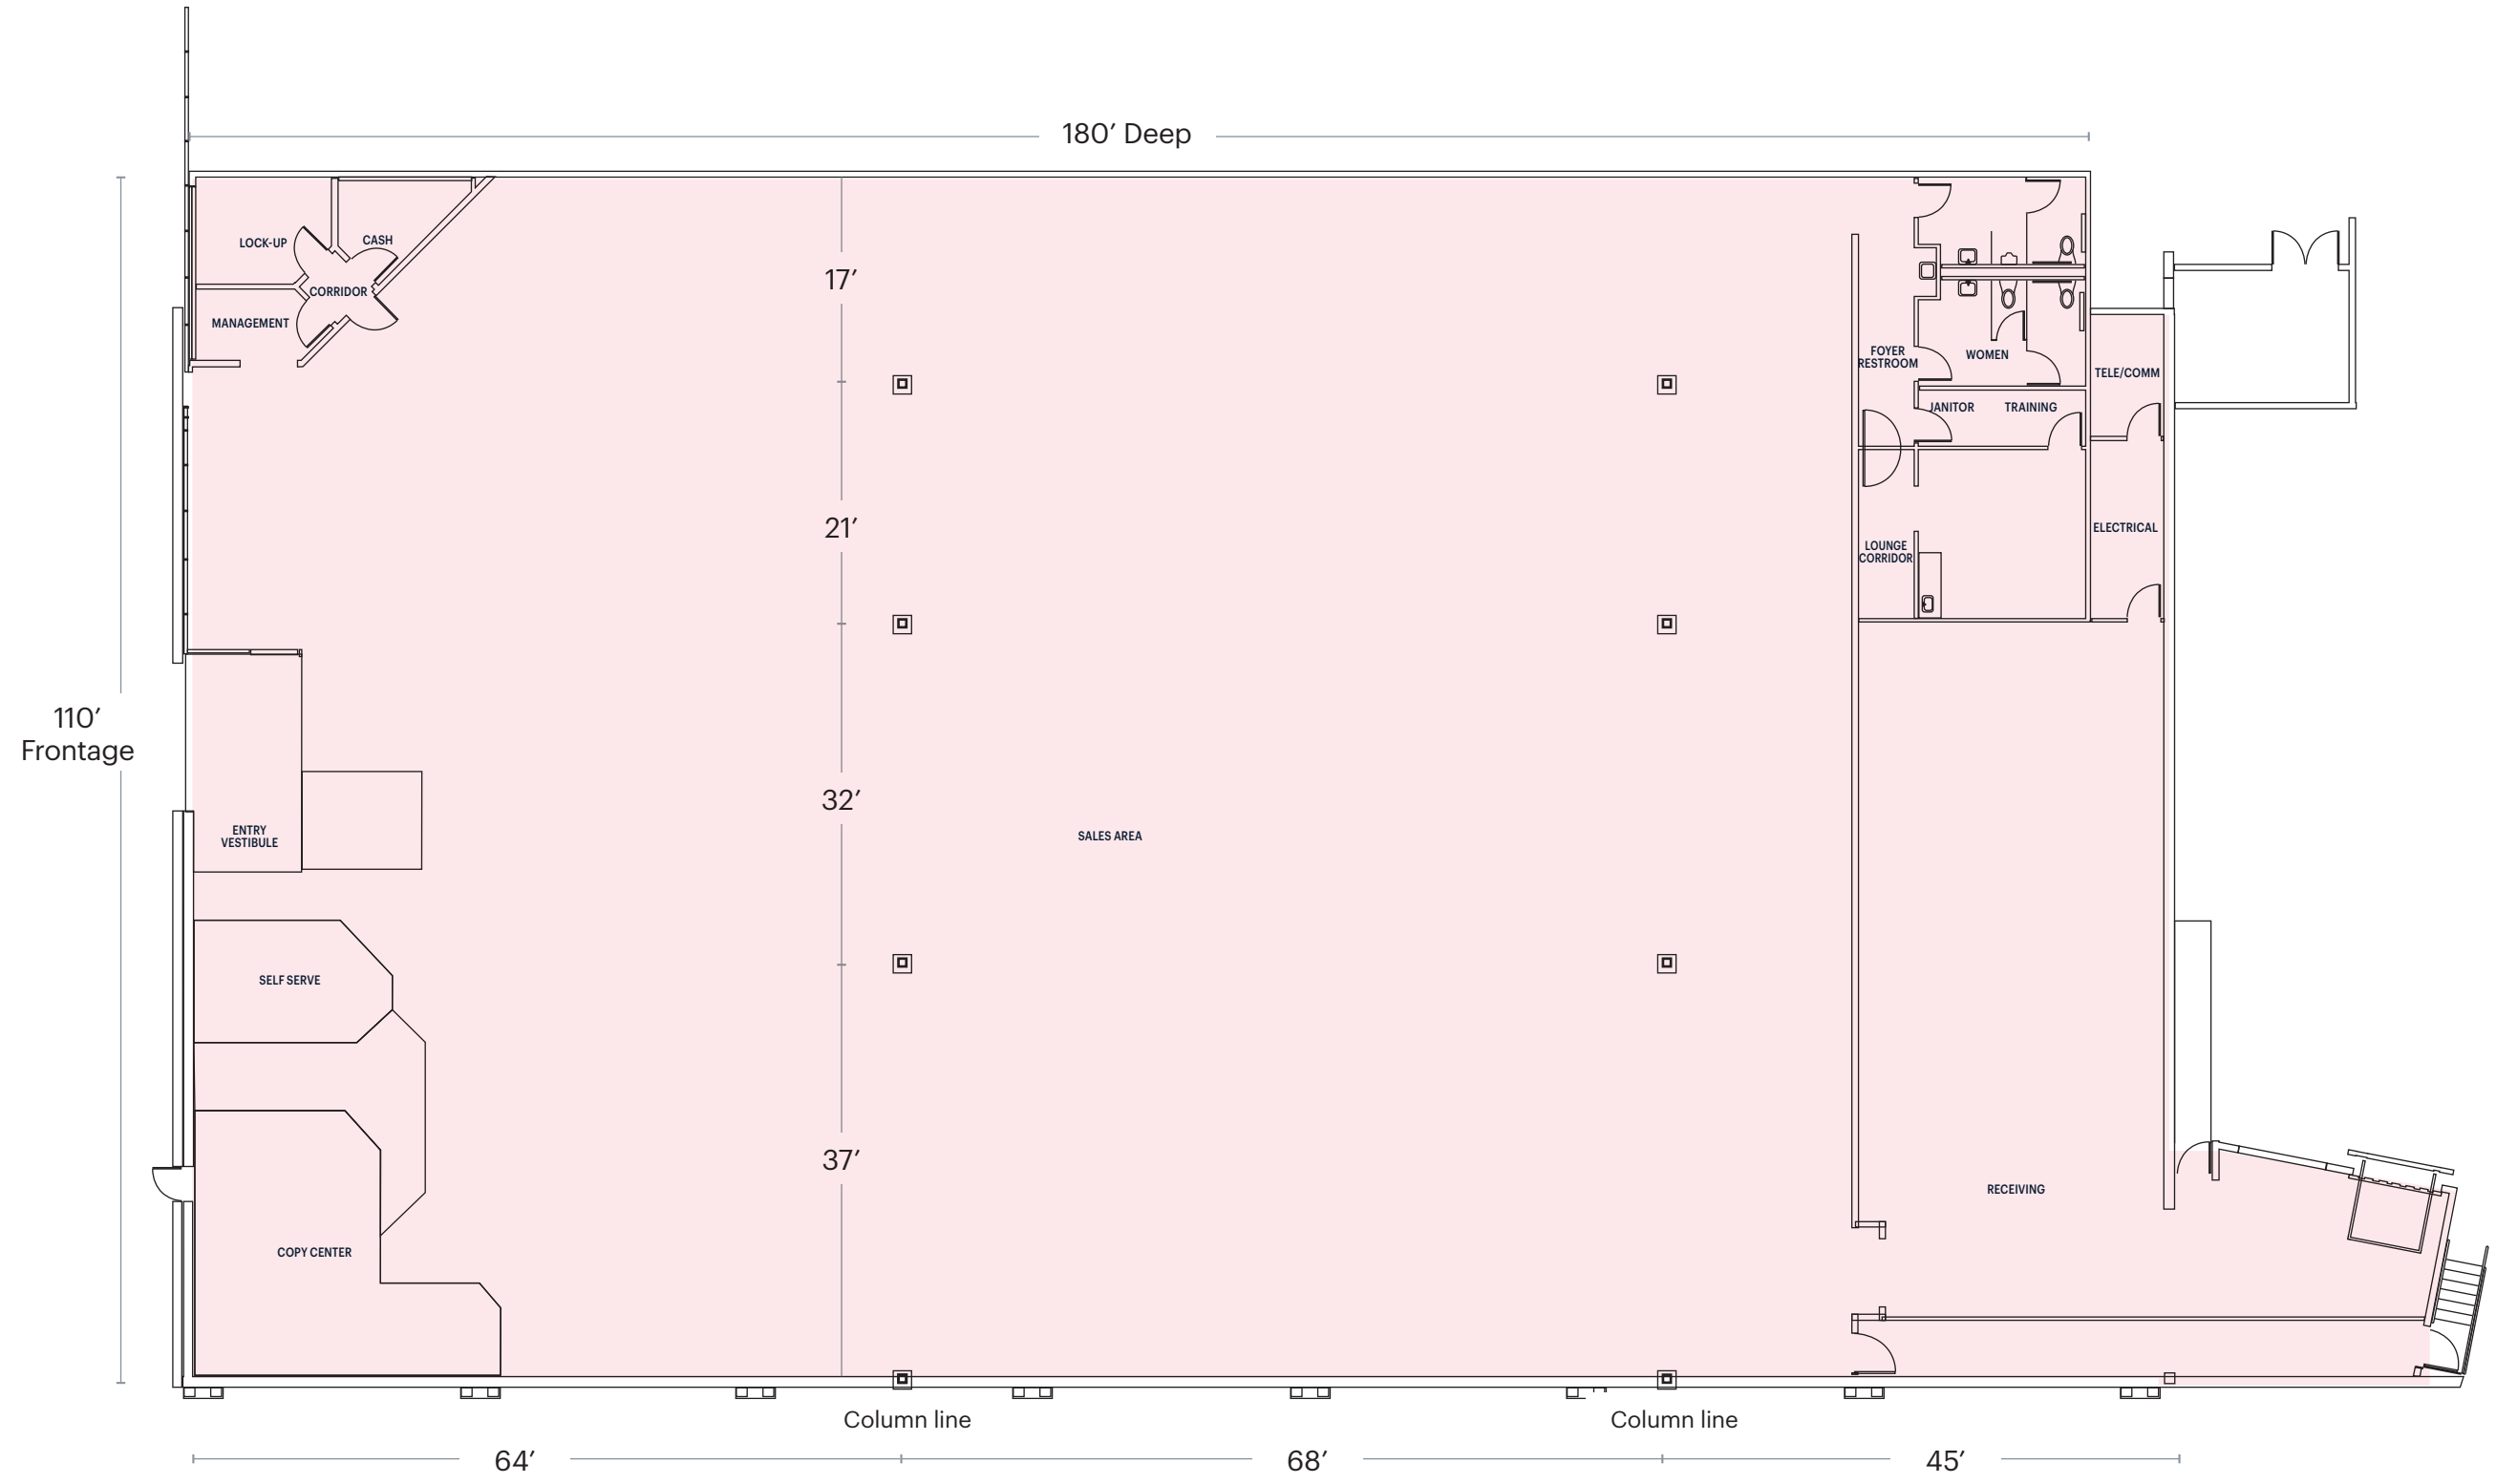 180′ Deep
LOCK-UP
CASH
CORRIDOR
MANAGEMENT
17′
FOYER
RESTROOM
WOMEN
TELE/COMM
JANITOR
TRAINING
21′
ELECTRICAL
LOUNGE
CORRIDOR
110′
Frontage
32′
ENTRY
VESTIBULE
SALES AREA
SELF SERVE
37′
RECEIVING
COPY CENTER
Column line
Column line
64′
68′
45′